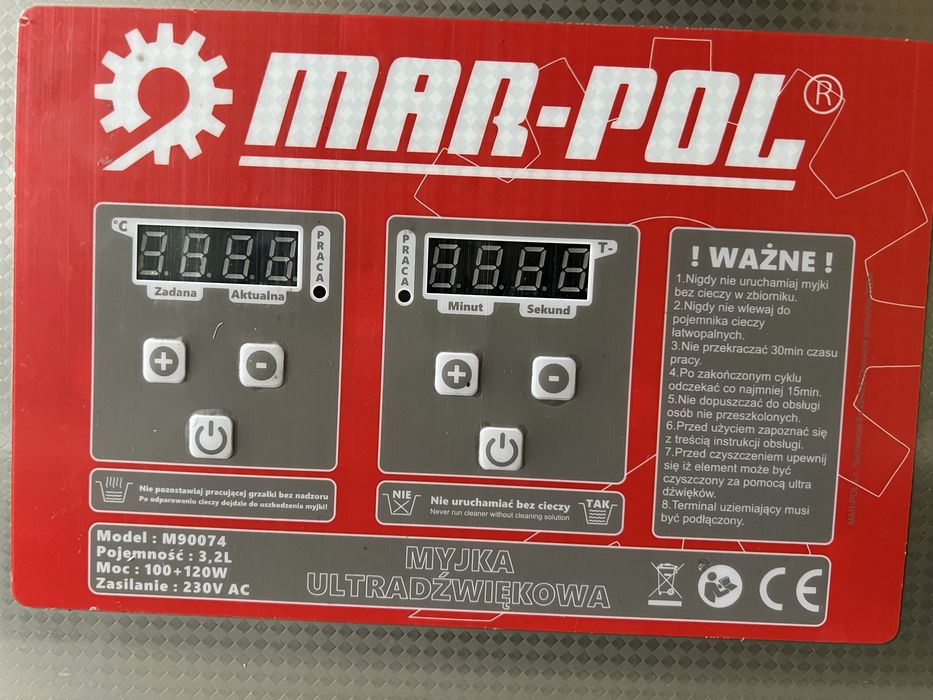 MAR-POL®
°C
PRACA
Zadana Aktualna
+ -
PRACA
T-
Minut Sekund
+ -
! WAŻNE !
1.Nigdy nie uruchamiaj myjki
bez cieczy w zbiorniku.
2.Nigdy nie wlewaj do
pojemnika cieczy
łatwopalnych.
3.Nie przekraczać 30min czasu
pracy.
4.Po zakończonym cyklu
odczekać co najmniej 15min.
5.Nie dopuszczać do obsługi
osób nie przeszkolonych.
6.Przed użyciem zapoznać się
z treścią instrukcji obsługi.
7.Przed czyszczeniem upewnij
się iż element może być
czyszczony za pomocą ultra
dźwięków.
8.Terminal uziemiający musi
być podłączony.
Nie pozostawiaj pracującej grzałki bez nadzoru
Po odparowaniu cieczy dojdzie do uszkodzenia myjki!
NIE
Nie uruchamiać bez cieczy
Never run cleaner without cleaning solution
TAK
Model : M90074
Pojemność : 3,2L
Moc : 100+120W
Zasilanie : 230V AC
MYJKA
ULTRADŹWIĘKOWA
CE